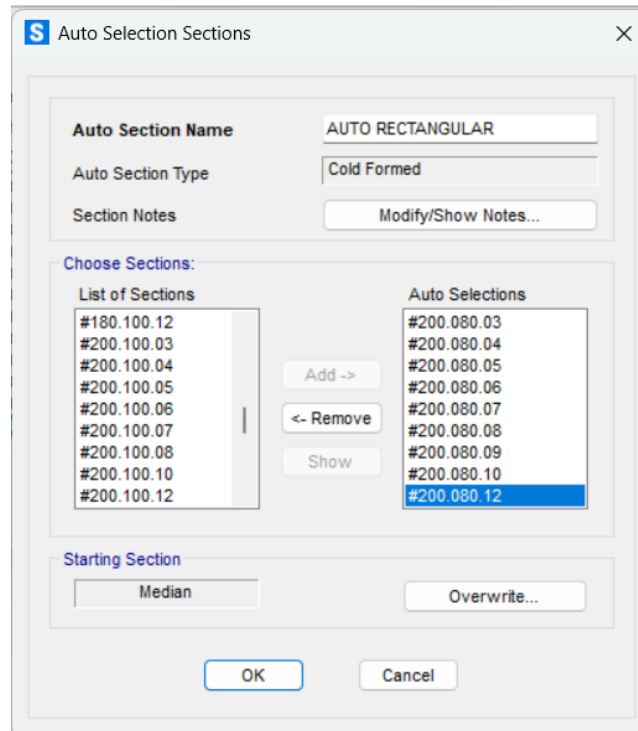 S Auto Selection Sections
Auto Section Name AUTO RECTANGULAR
Auto Section Type Cold Formed
Section Notes Modify/Show Notes...
Choose Sections:
List of Sections
#180.100.12
#200.100.03
#200.100.04
#200.100.05
#200.100.06
#200.100.07
#200.100.08
#200.100.10
#200.100.12
Add ->
<- Remove
Show
Auto Selections
#200.080.03
#200.080.04
#200.080.05
#200.080.06
#200.080.07
#200.080.08
#200.080.09
#200.080.10
#200.080.12
Starting Section
Median Overwrite...
OK Cancel